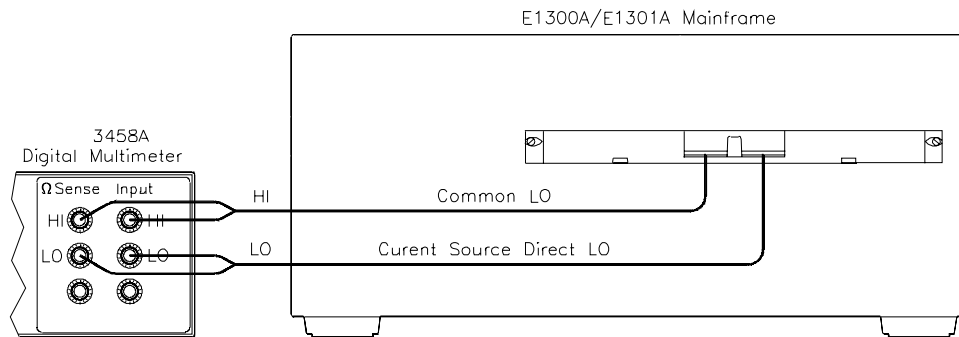 E1300A/E1301A Mainframe
3458A
Digital Multimeter
Ω Sense Input
HI HI HI Common LO
LO LO LO Curent Source Direct LO